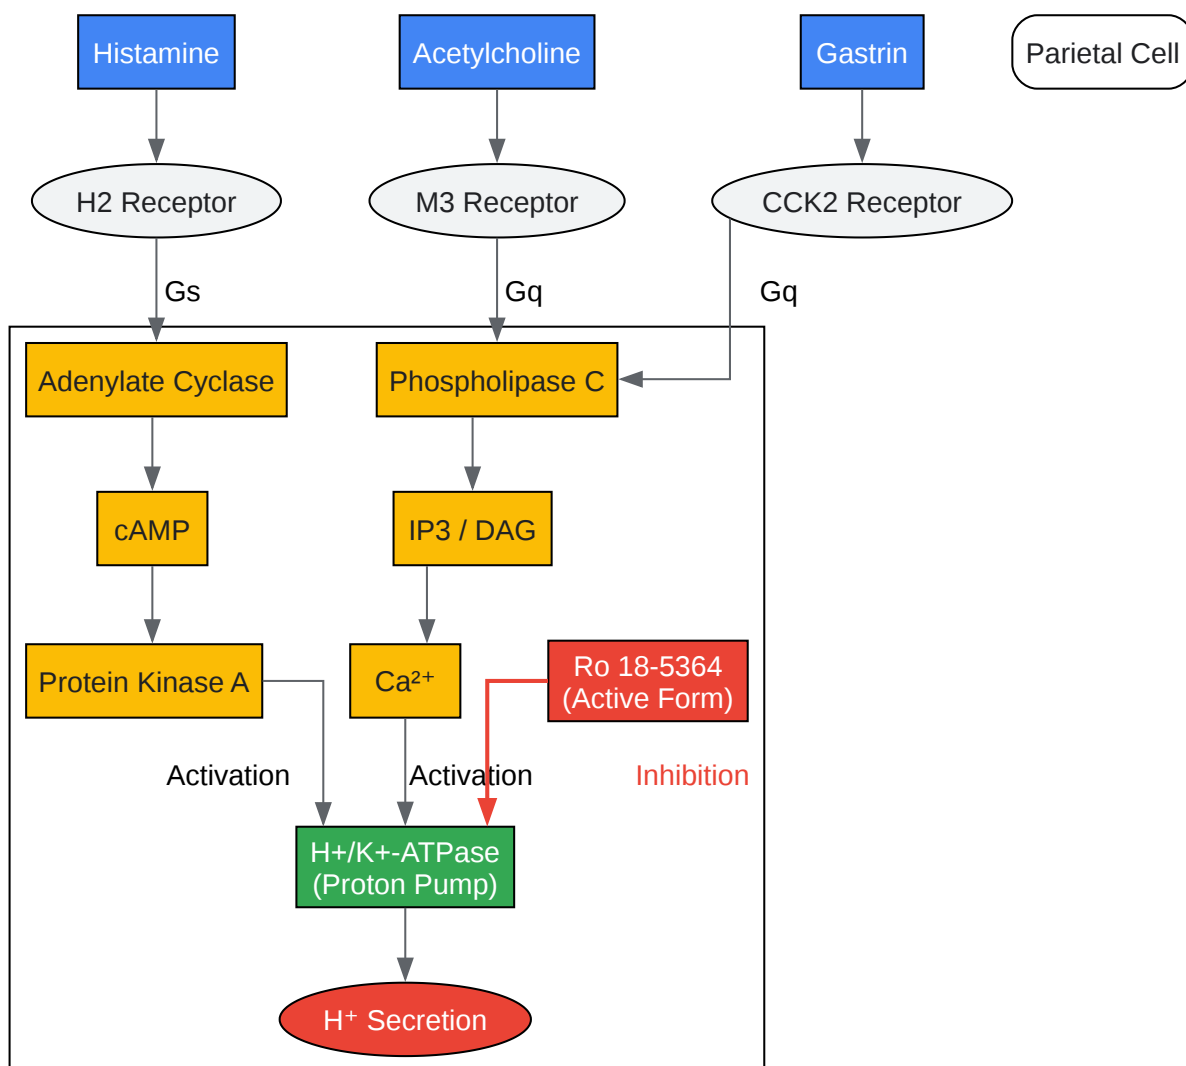 Histamine
Acetylcholine
Gastrin
Parietal Cell
H2 Receptor
M3 Receptor
CCK2 Receptor
Gs
Gq
Gq
Adenylate Cyclase
Phospholipase C
cAMP
IP3 / DAG
Protein Kinase A
Ca²⁺
Ro 18-5364
(Active Form)
Activation
Activation
Inhibition
H+/K+-ATPase
(Proton Pump)
H⁺ Secretion